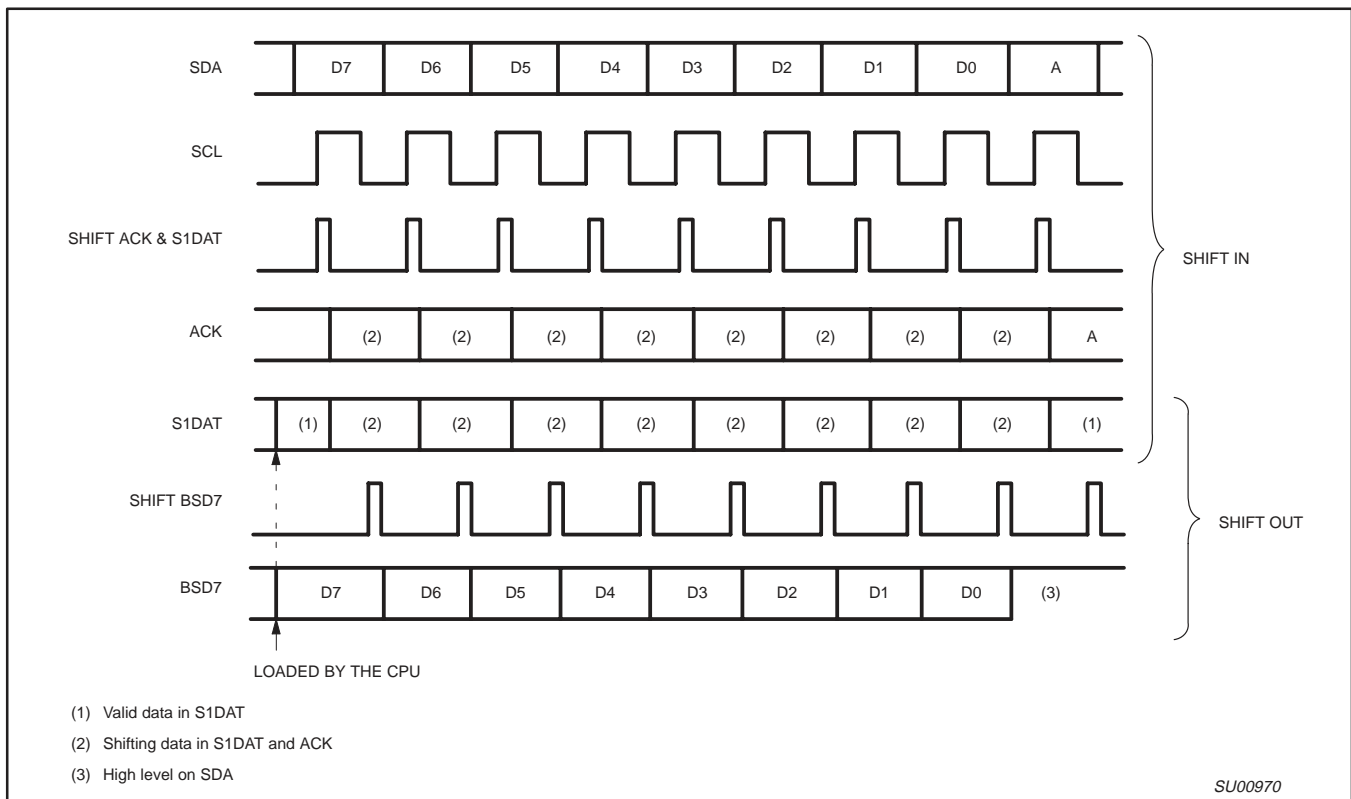 SDA D7 D6 D5 D4 D3 D2 D1 D0 A
SCL
SHIFT ACK & S1DAT
SHIFT IN
ACK (2) (2) (2) (2) (2) (2) (2) (2) A
S1DAT (1) (2) (2) (2) (2) (2) (2) (2) (2) (1)
SHIFT BSD7
SHIFT OUT
BSD7 D7 D6 D5 D4 D3 D2 D1 D0 (3)
LOADED BY THE CPU
(1) Valid data in S1DAT
(2) Shifting data in S1DAT and ACK
(3) High level on SDA
SU00970